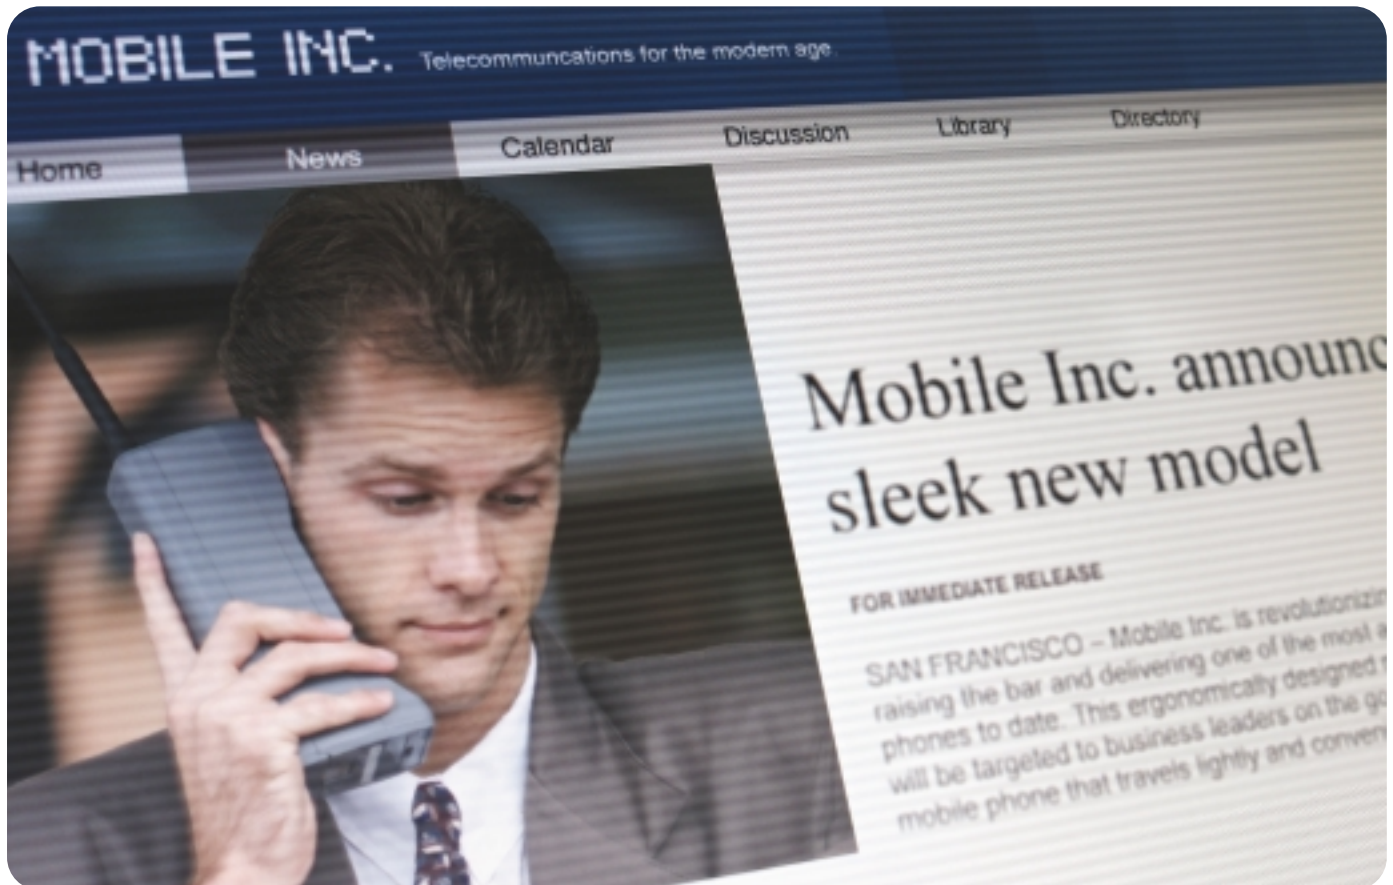 MOBILE INC. Telecommuncations for the modern age.
Home News Calendar Discussion Library Directory
Mobile Inc. announc
sleek new model
FOR IMMEDIATE RELEASE
SAN FRANCISCO – Mobile Inc. is revolutionizin
raising the bar and delivering one of the most a
phones to date. This ergonomically designed
will be targeted to business leaders on the go
mobile phone that travels lightly and conven